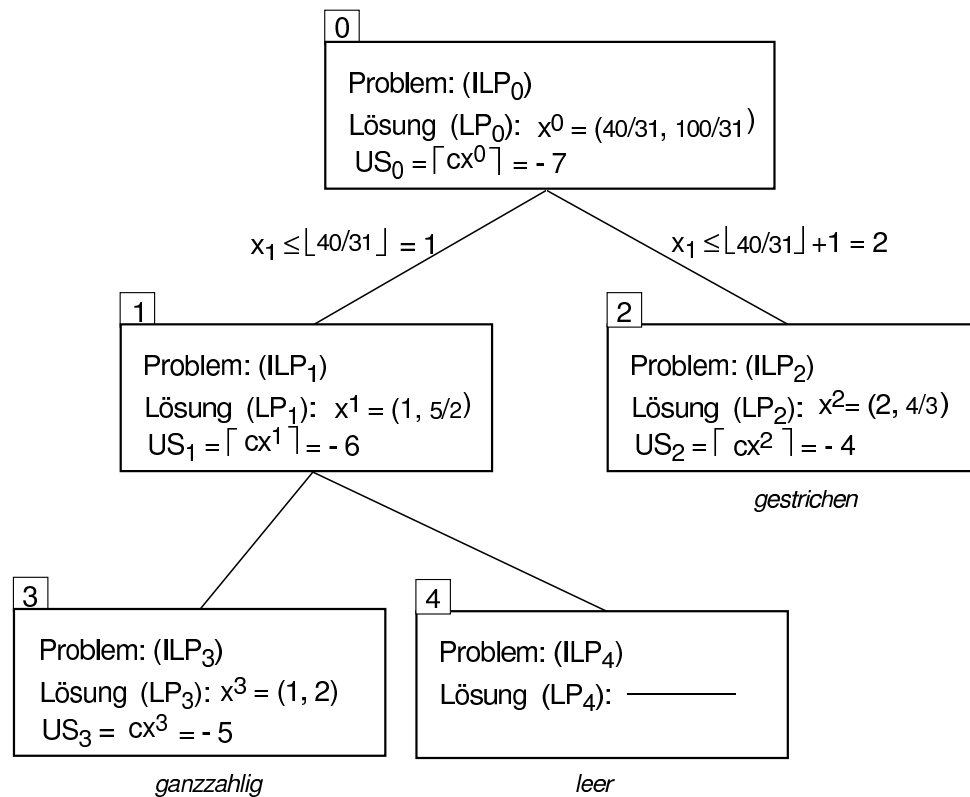 0
Problem: (ILP₀)
Lösung (LP₀): x⁰ = (40/31, 100/31)
US₀ = ⌈cx⁰⌉ = - 7
x₁ ≤ ⌊40/31⌋ = 1
x₁ ≤ ⌊40/31⌋ +1 = 2
1
Problem: (ILP₁)
Lösung (LP₁): x¹ = (1, 5/2)
US₁ = ⌈cx¹⌉ = - 6
2
Problem: (ILP₂)
Lösung (LP₂): x² = (2, 4/3)
US₂ = ⌈cx²⌉ = - 4
gestrichen
3
Problem: (ILP₃)
Lösung (LP₃): x³ = (1, 2)
US₃ = cx³ = - 5
ganzzahlig
4
Problem: (ILP₄)
Lösung (LP₄): ———
leer